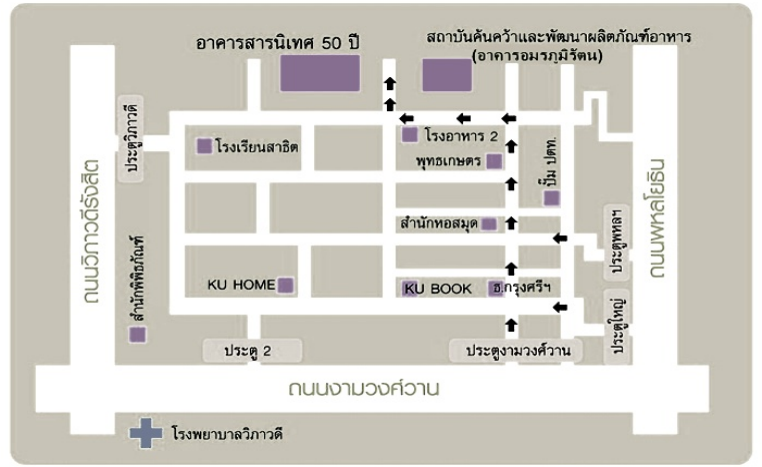 อาคารสารนิเทศ 50 ปี
สถาบันค้นคว้าและพัฒนาผลิตภัณฑ์อาหาร
(อาคารอมรภูมิรัตน)
ประตูวิภาวดี
โรงเรียนสาธิต
โรงอาหาร 2
พุทธเกษตร
ปั๊ม ปตท.
ถนนวิภาวดีรังสิต
ถนนพหลโยธิน
สำนักหอสมุด
ประตูพหลฯ
สำนักพิพิธภัณฑ์
KU HOME
KU BOOK
ธ.กรุงศรีฯ
ประตูใหญ่
ประตู 2
ประตูงามวงศ์วาน
ถนนงามวงศ์วาน
โรงพยาบาลวิภาวดี